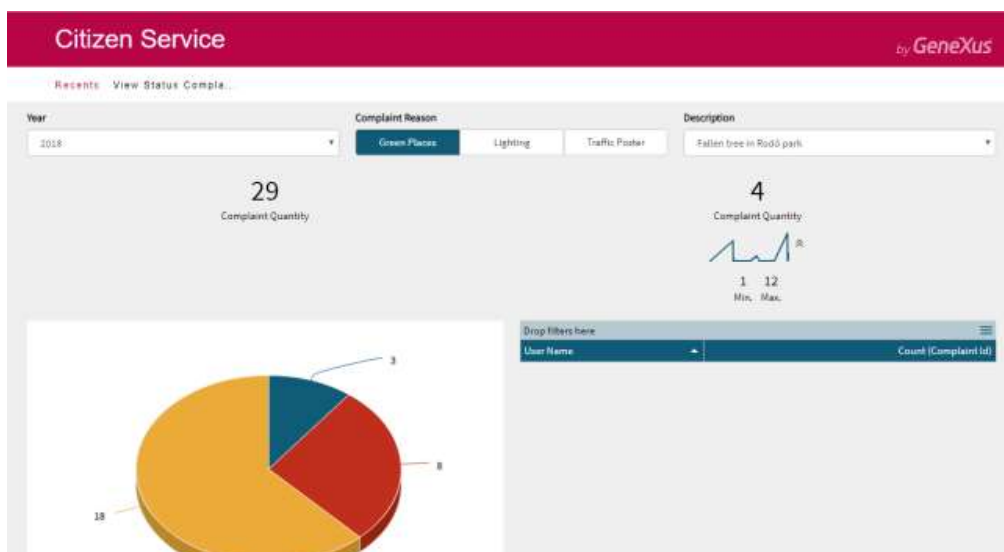 Citizen Service
by GeneXus
Recents View Status Compla...
Year
Complaint Reason
Description
2018
Green Places
Lighting
Traffic Poster
Fallen tree in Rodó park
29
Complaint Quantity
4
Complaint Quantity
1 12
Min. Max.
Drop filters here
User Name
Count (Complaint Id)
3
8
18